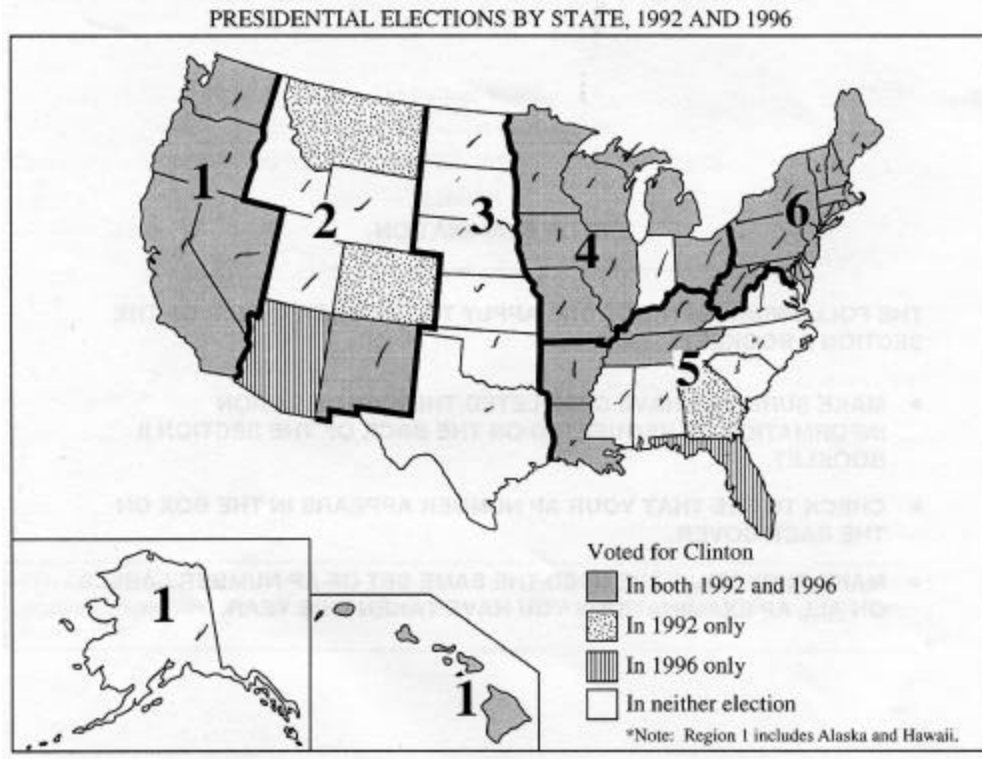 PRESIDENTIAL ELECTIONS BY STATE, 1992 AND 1996
1
2
3
4
6
5
1
1
Voted for Clinton
In both 1992 and 1996
In 1992 only
In 1996 only
In neither election
*Note: Region 1 includes Alaska and Hawaii.